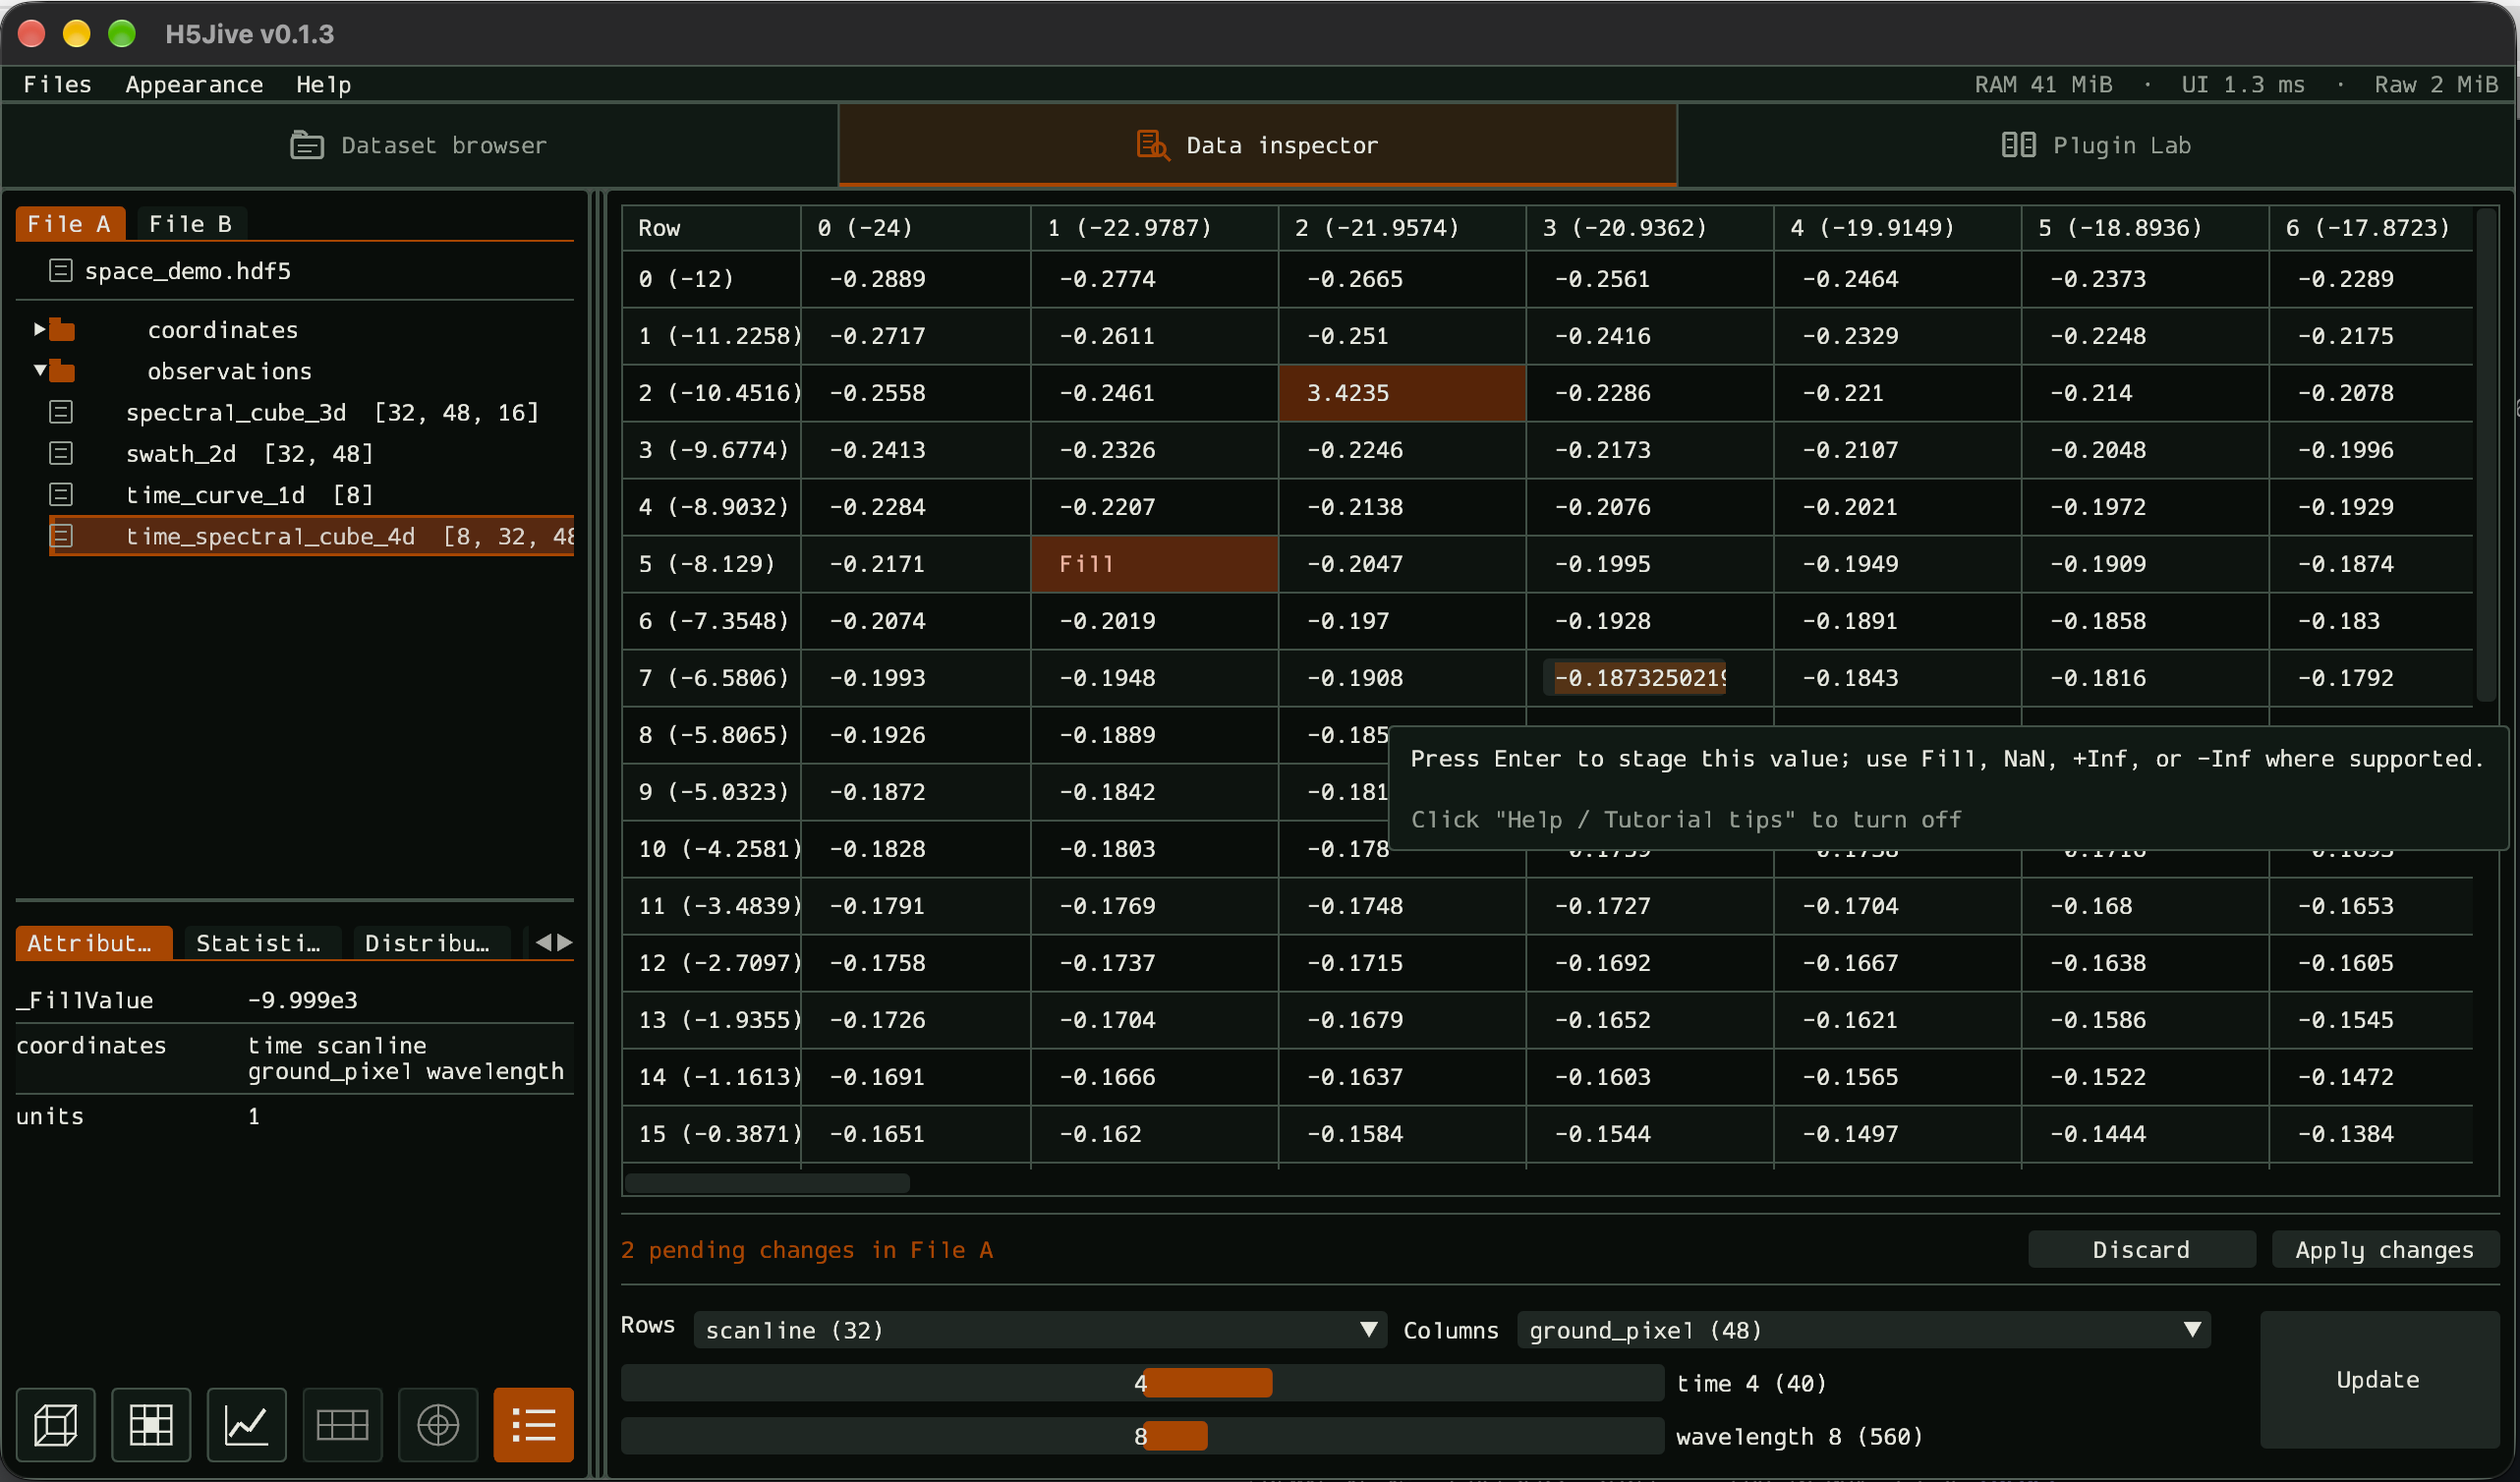 H5Jive v0.1.3
Files Appearance Help RAM 41 MiB · UI 1.3 ms · Raw 2 MiB
Dataset browser Data inspector Plugin Lab
File A File B
space_demo.hdf5
coordinates
observations
spectral_cube_3d [32, 48, 16]
swath_2d [32, 48]
time_curve_1d [8]
time_spectral_cube_4d [8, 32, 48
Attribut… Statisti… Distribu…
_FillValue -9.999e3
coordinates time scanline
ground_pixel wavelength
units 1
Row 0 (-24) 1 (-22.9787) 2 (-21.9574) 3 (-20.9362) 4 (-19.9149) 5 (-18.8936) 6 (-17.8723)
0 (-12) -0.2889 -0.2774 -0.2665 -0.2561 -0.2464 -0.2373 -0.2289
1 (-11.2258) -0.2717 -0.2611 -0.251 -0.2416 -0.2329 -0.2248 -0.2175
2 (-10.4516) -0.2558 -0.2461 3.4235 -0.2286 -0.221 -0.214 -0.2078
3 (-9.6774) -0.2413 -0.2326 -0.2246 -0.2173 -0.2107 -0.2048 -0.1996
4 (-8.9032) -0.2284 -0.2207 -0.2138 -0.2076 -0.2021 -0.1972 -0.1929
5 (-8.129) -0.2171 Fill -0.2047 -0.1995 -0.1949 -0.1909 -0.1874
6 (-7.3548) -0.2074 -0.2019 -0.197 -0.1928 -0.1891 -0.1858 -0.183
7 (-6.5806) -0.1993 -0.1948 -0.1908 -0.187325021 -0.1843 -0.1816 -0.1792
8 (-5.8065) -0.1926 -0.1889 -0.185
9 (-5.0323) -0.1872 -0.1842 -0.181
10 (-4.2581) -0.1828 -0.1803 -0.178
Press Enter to stage this value; use Fill, NaN, +Inf, or -Inf where supported.
Click "Help / Tutorial tips" to turn off
11 (-3.4839) -0.1791 -0.1769 -0.1748 -0.1727 -0.1704 -0.168 -0.1653
12 (-2.7097) -0.1758 -0.1737 -0.1715 -0.1692 -0.1667 -0.1638 -0.1605
13 (-1.9355) -0.1726 -0.1704 -0.1679 -0.1652 -0.1621 -0.1586 -0.1545
14 (-1.1613) -0.1691 -0.1666 -0.1637 -0.1603 -0.1565 -0.1522 -0.1472
15 (-0.3871) -0.1651 -0.162 -0.1584 -0.1544 -0.1497 -0.1444 -0.1384
2 pending changes in File A Discard Apply changes
Rows scanline (32) Columns ground_pixel (48) Update
4 time 4 (40)
8 wavelength 8 (560)